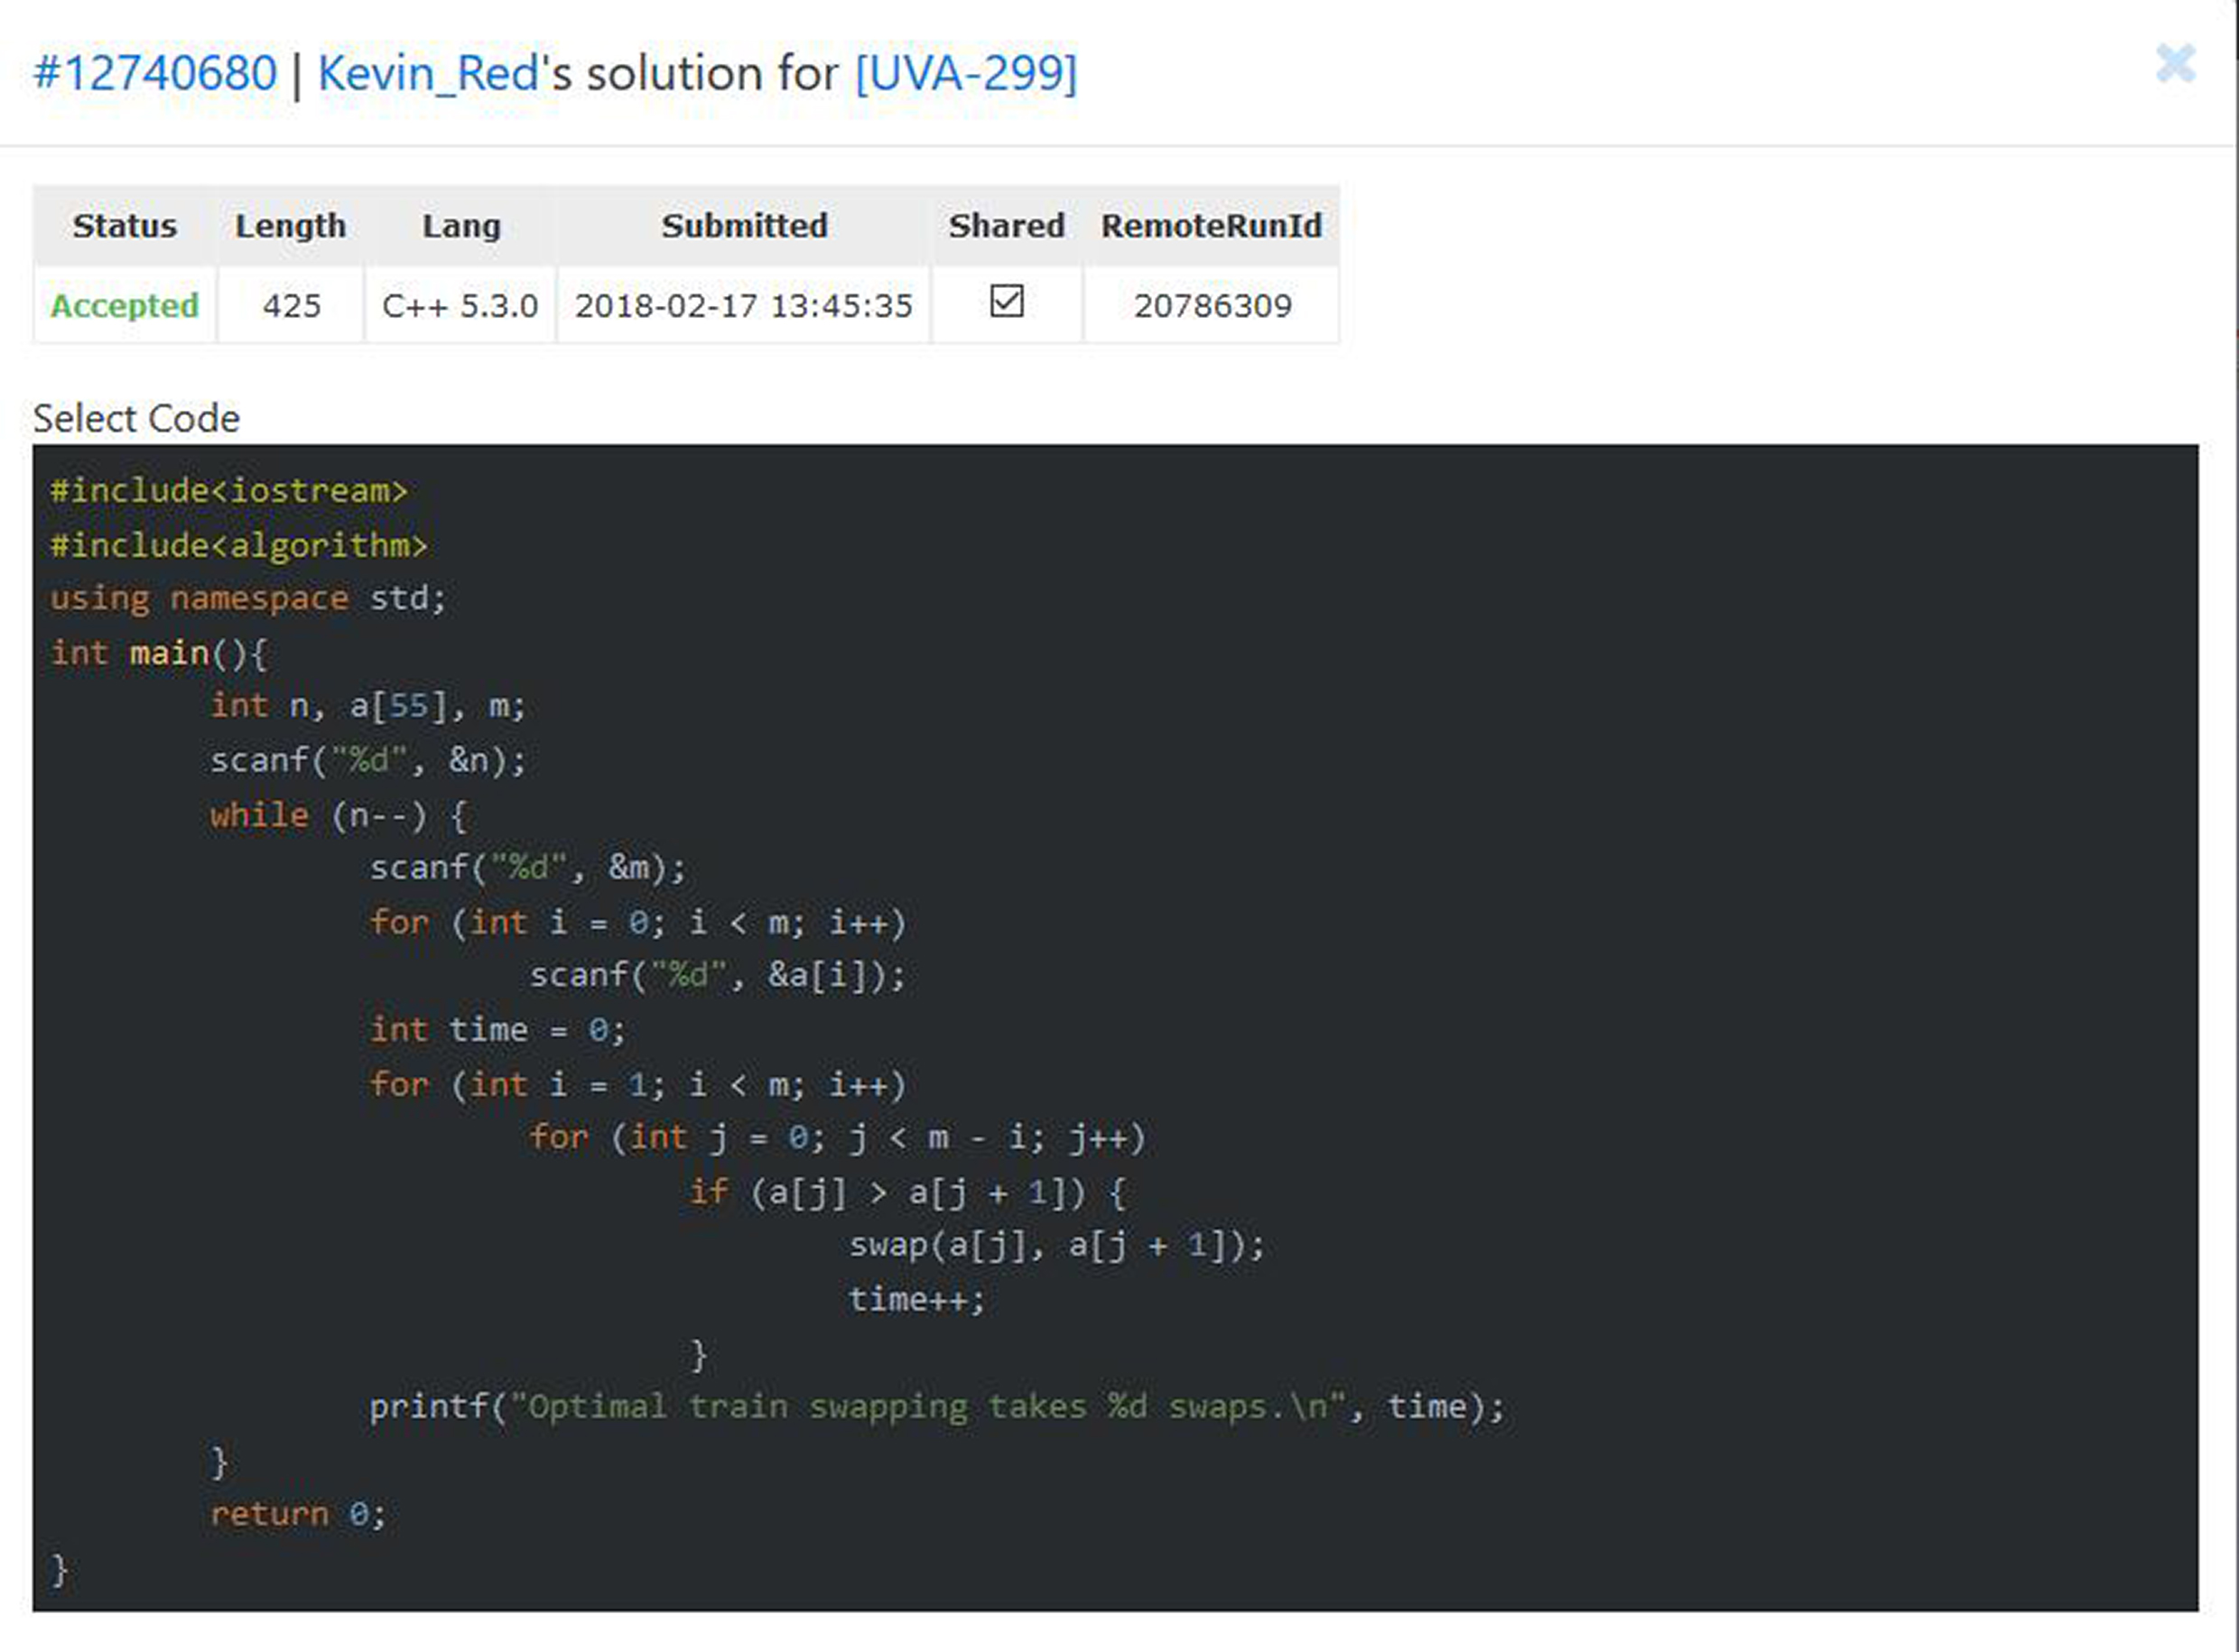 #12740680 | Kevin_Red's solution for [UVA-299]
Status Length Lang Submitted Shared RemoteRunId
Accepted 425 C++ 5.3.0 2018-02-17 13:45:35 20786309
Select Code
#include<iostream>
#include<algorithm>
using namespace std;
int main(){
        int n, a[55], m;
        scanf("%d", &n);
        while (n--) {
                scanf("%d", &m);
                for (int i = 0; i < m; i++)
                        scanf("%d", &a[i]);
                int time = 0;
                for (int i = 1; i < m; i++)
                        for (int j = 0; j < m - i; j++)
                                if (a[j] > a[j + 1]) {
                                        swap(a[j], a[j + 1]);
                                        time++;
                                }
                printf("Optimal train swapping takes %d swaps.\n", time);
        }
        return 0;
}